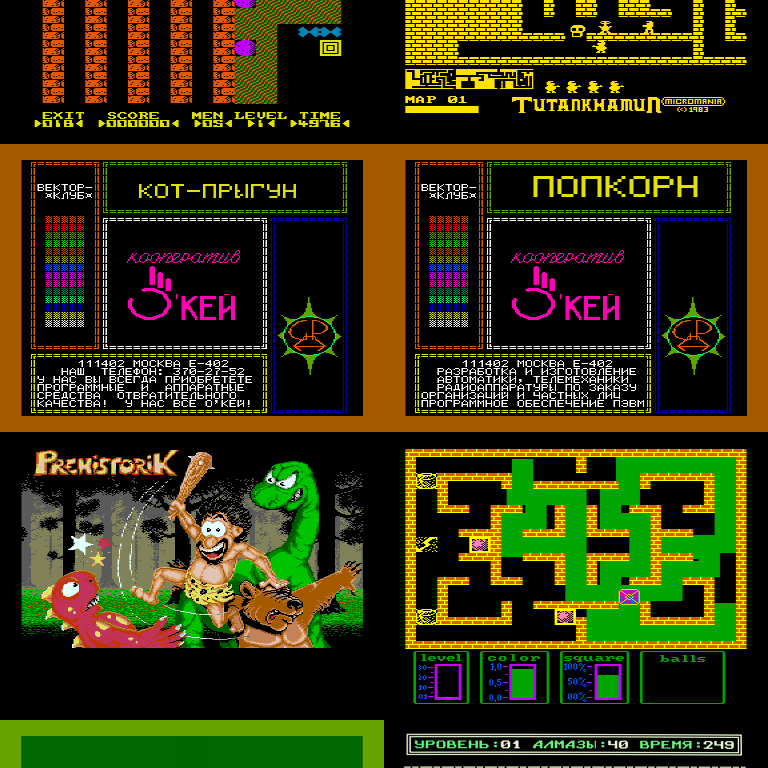 EXIT SCORE MEN LEVEL TIME
▶018◀ ▶000000◀ ▶05◀ ▶1◀ ▶4976◀
MAP 01
TUTANKHAMUN
MICROMANIA
(C) 1983
ВЕКТОР-
¤КЛУБ¤
КОТ-ПРЫГУН
кооператив
О'КЕЙ
111402 МОСКВА Е-402
НАШ ТЕЛЕФОН: 370-27-52
У НАС ВЫ ВСЕГДА ПРИОБРЕТЕТЕ
ПРОГРАММНЫЕ И АППАРАТНЫЕ
СРЕДСТВА ОТВРАТИТЕЛЬНОГО
КАЧЕСТВА! У НАС ВСЕ О'КЕЙ!
ВЕКТОР-
¤КЛУБ¤
ПОПКОРН
кооператив
О'КЕЙ
111402 МОСКВА Е-402
РАЗРАБОТКА И ИЗГОТОВЛЕНИЕ
АВТОМАТИКИ, ТЕЛЕМЕХАНИКИ
РАДИОАППАРАТУРЫ ПО ЗАКАЗУ
ОРГАНИЗАЦИЙ И ЧАСТНЫХ ЛИЦ
ПРОГРАММНОЕ ОБЕСПЕЧЕНИЕ ПЭВМ
PREHISTORIK
level color square balls
1,0- 100%-
0,5- 50%-
0,0- 00%-
УРОВЕНЬ:01 АЛМАЗЫ:40 ВРЕМЯ:249